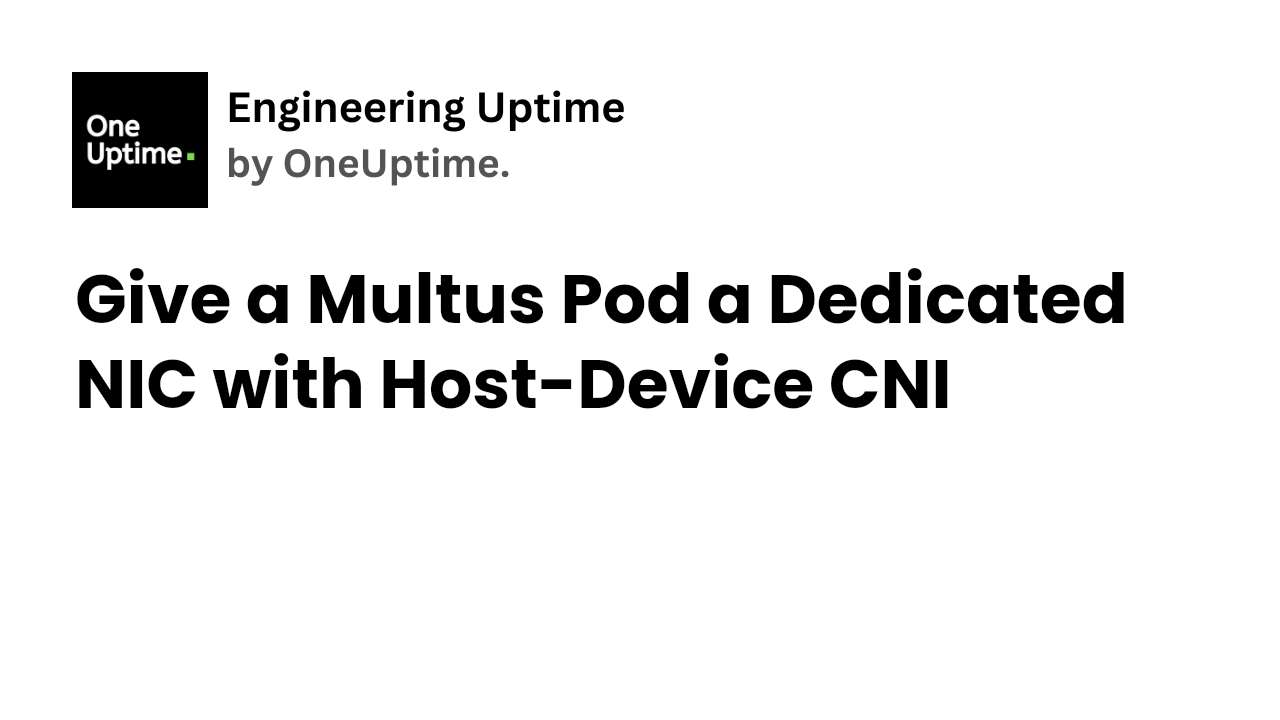 One
Uptime.
Engineering Uptime
by OneUptime.
Give a Multus Pod a Dedicated
NIC with Host-Device CNI